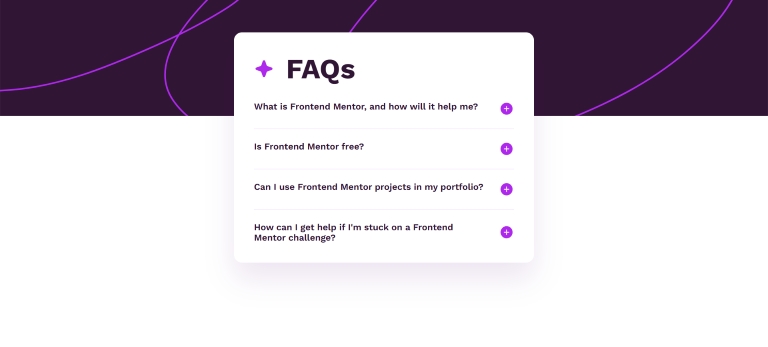 FAQs
What is Frontend Mentor, and how will it help me?
Is Frontend Mentor free?
Can I use Frontend Mentor projects in my portfolio?
How can I get help if I'm stuck on a Frontend
Mentor challenge?